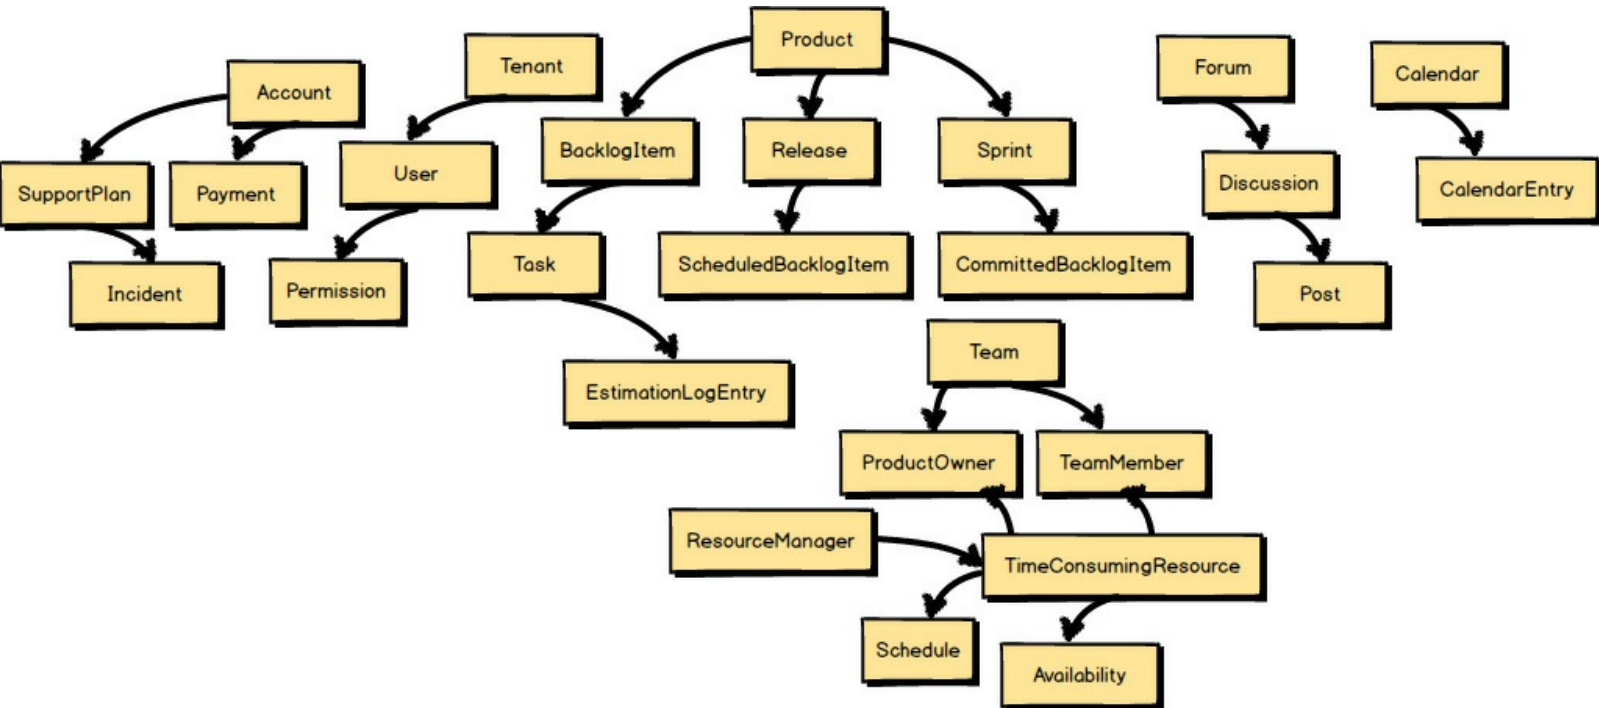 Product
Tenant
Forum
Calendar
Account
BacklogItem
Release
Sprint
User
Discussion
CalendarEntry
SupportPlan
Payment
Task
ScheduledBacklogItem
CommittedBacklogItem
Incident
Permission
Post
Team
EstimationLogEntry
ProductOwner
TeamMember
ResourceManager
TimeConsumingResource
Schedule
Availability